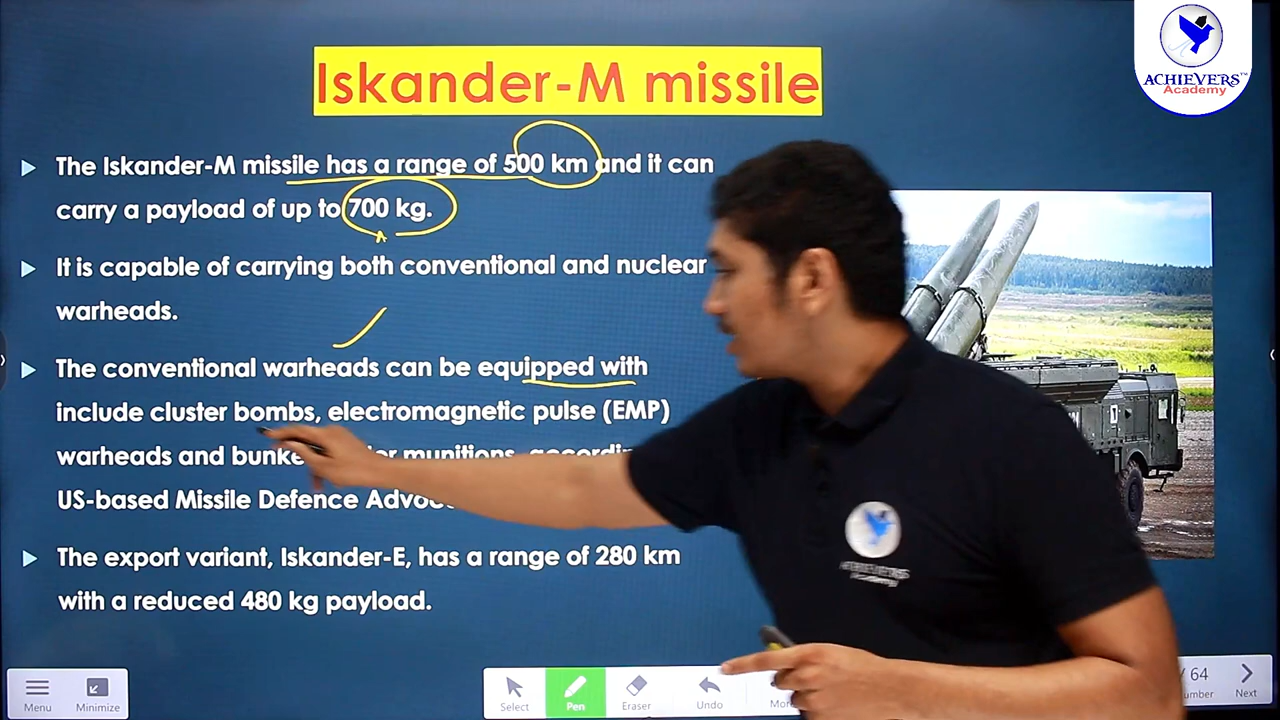 ACHIEVERS™
Academy
Iskander-M missile
The Iskander-M missile has a range of 500 km and it can
carry a payload of up to 700 kg.
It is capable of carrying both conventional and nuclear
warheads.
The conventional warheads can be equipped with
include cluster bombs, electromagnetic pulse (EMP)
warheads and munitions,
US-based Missile Defence
The export variant, Iskander-E, has a range of 280 km
with a reduced 480 kg payload.
ACHIEVERS
Academy
Menu
Minimize
Select
Pen
Eraser
Undo
/ 64
Next